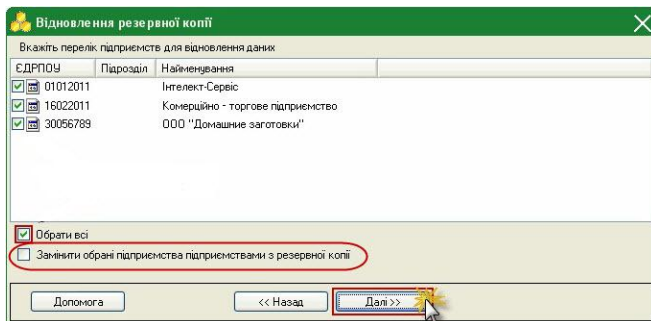 Відновлення резервної копії
Вкажіть перелік підприємств для відновлення даних
ЄДРПОУ Підрозділ Найменування
01012011 Інтелект-Сервіс
16022011 Комерційно - торгове підприємство
30056789 ООО "Домашние заготовки"
Обрати всі
Замінити обрані підприємства підприємствами з резервної копії
Допомога << Назад Далі >>